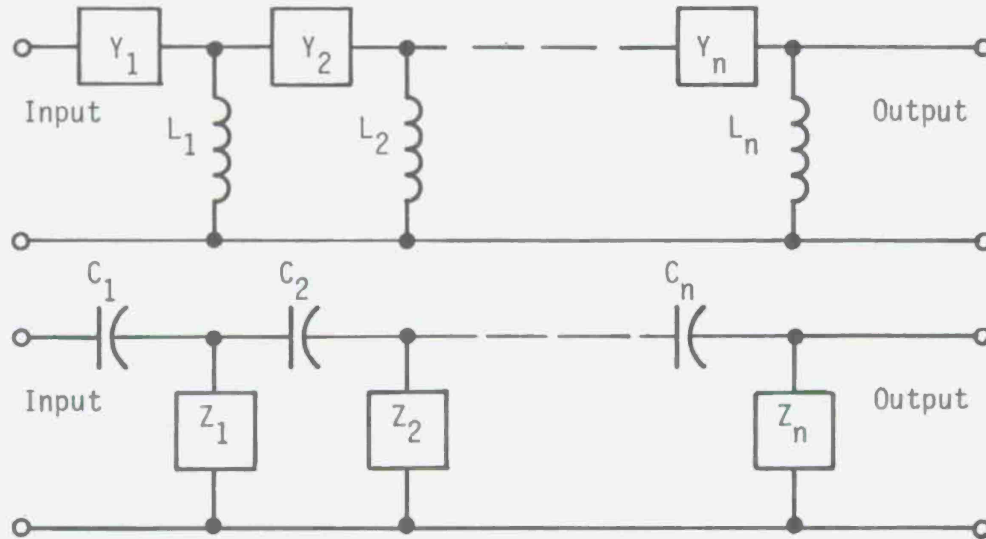 Y1 Y2 Yn
Input L1 L2 Ln Output
C1 C2 Cn
Input Z1 Z2 Zn Output